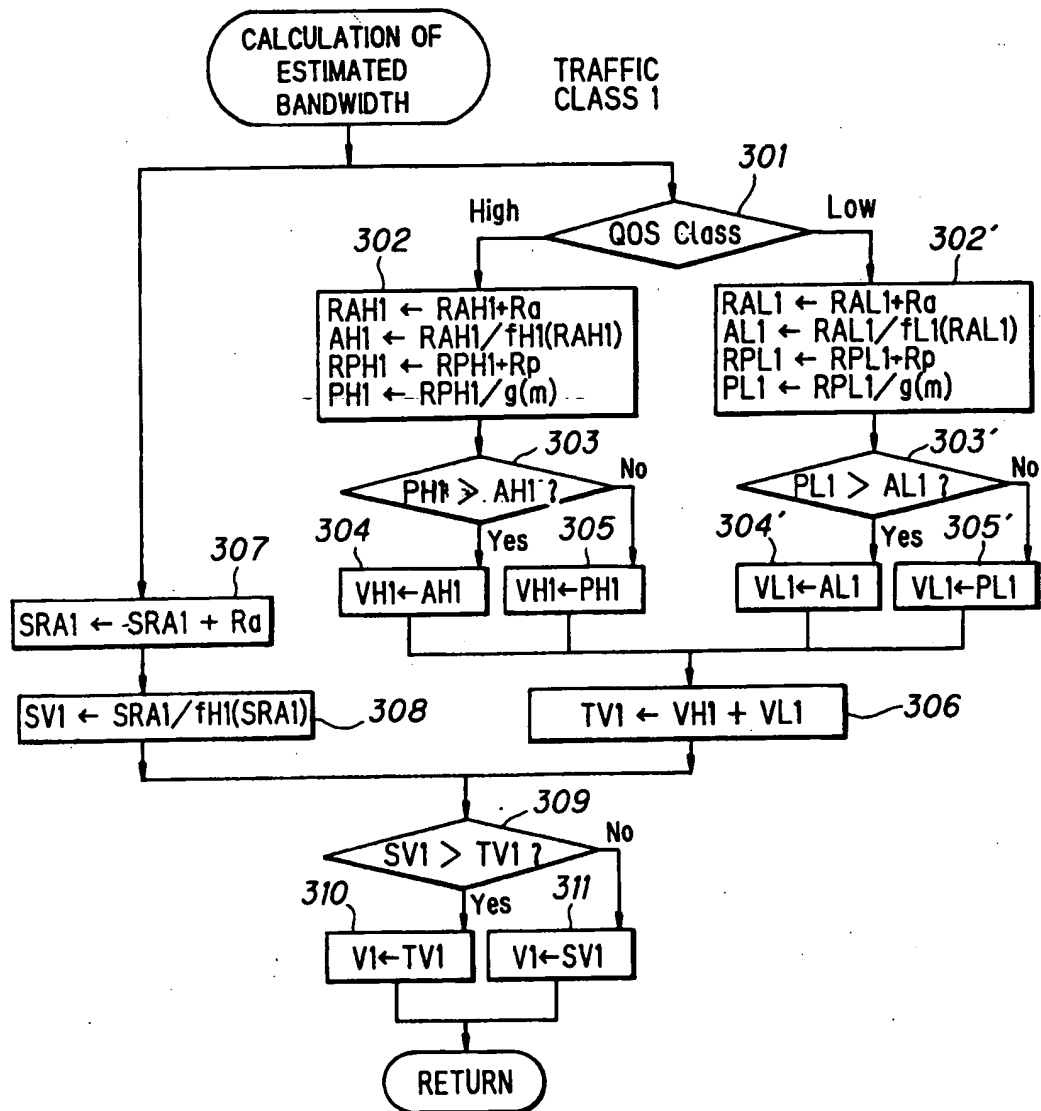 CALCULATION OF
ESTIMATED
BANDWIDTH
TRAFFIC
CLASS 1
301
High
QOS Class
Low
302
RAH1 ← RAH1+Ra
AH1 ← RAH1/fH1(RAH1)
RPH1 ← RPH1+Rp
PH1 ← RPH1/g(m)
302'
RAL1 ← RAL1+Ra
AL1 ← RAL1/fL1(RAL1)
RPL1 ← RPL1+Rp
PL1 ← RPL1/g(m)
303
PH1 > AH1 ?
No
Yes
303'
PL1 > AL1 ?
No
Yes
304
VH1←AH1
305
VH1←PH1
304'
VL1←AL1
305'
VL1←PL1
307
SRA1 ← SRA1 + Ra
SV1 ← SRA1/fH1(SRA1)
308
TV1 ← VH1 + VL1
306
309
SV1 > TV1 ?
No
Yes
310
V1←TV1
311
V1←SV1
RETURN